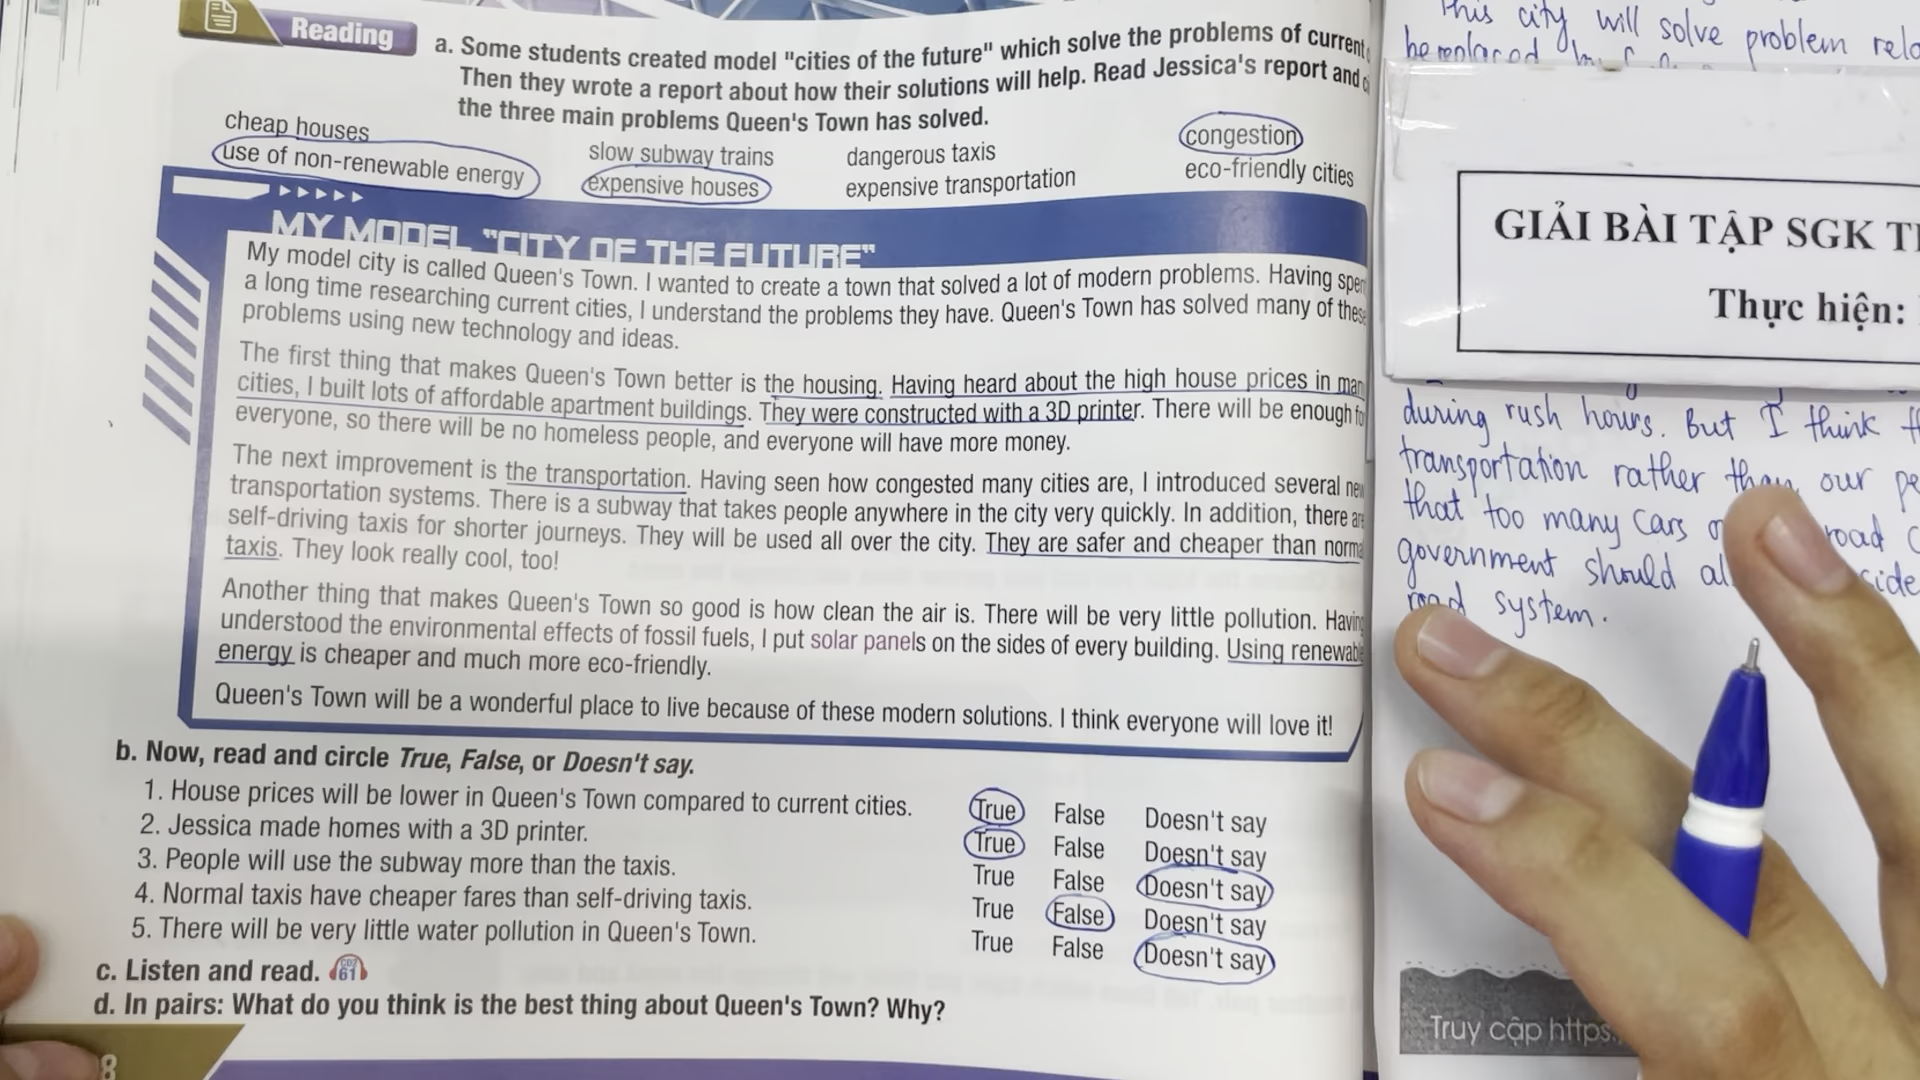 Reading
a. Some students created model "cities of the future" which solve the problems of current
Then they wrote a report about how their solutions will help. Read Jessica's report and
the three main problems Queen's Town has solved.
cheap houses
slow subway trains
dangerous taxis
congestion
use of non-renewable energy
expensive houses
expensive transportation
eco-friendly cities
MY MODEL "CITY OF THE FUTURE"
My model city is called Queen's Town. I wanted to create a town that solved a lot of modern problems. Having
a long time researching current cities, I understand the problems they have. Queen's Town has solved many of
problems using new technology and ideas.
The first thing that makes Queen's Town better is the housing. Having heard about the high house prices in
cities, I built lots of affordable apartment buildings. They were constructed with a 3D printer. There will be enough
everyone, so there will be no homeless people, and everyone will have more money.
The next improvement is the transportation. Having seen how congested many cities are, I introduced several
transportation systems. There is a subway that takes people anywhere in the city very quickly. In addition, there
self-driving taxis for shorter journeys. They will be used all over the city. They are safer and cheaper than
taxis. They look really cool, too!
Another thing that makes Queen's Town so good is how clean the air is. There will be very little pollution.
understood the environmental effects of fossil fuels, I put solar panels on the sides of every building. Using
energy is cheaper and much more eco-friendly.
Queen's Town will be a wonderful place to live because of these modern solutions. I think everyone will love it!
b. Now, read and circle True, False, or Doesn't say.
1. House prices will be lower in Queen's Town compared to current cities. True False Doesn't say
2. Jessica made homes with a 3D printer. True False Doesn't say
3. People will use the subway more than the taxis. True False Doesn't say
4. Normal taxis have cheaper fares than self-driving taxis. True False Doesn't say
5. There will be very little water pollution in Queen's Town. True False Doesn't say
c. Listen and read. CD2 61
d. In pairs: What do you think is the best thing about Queen's Town? Why?
8
This city will solve problem
GIẢI BÀI TẬP SGK
Thực hiện:
during rush hours. But I think
transportation rather than our
that too many cars road
government should
road system.
Truy cập https